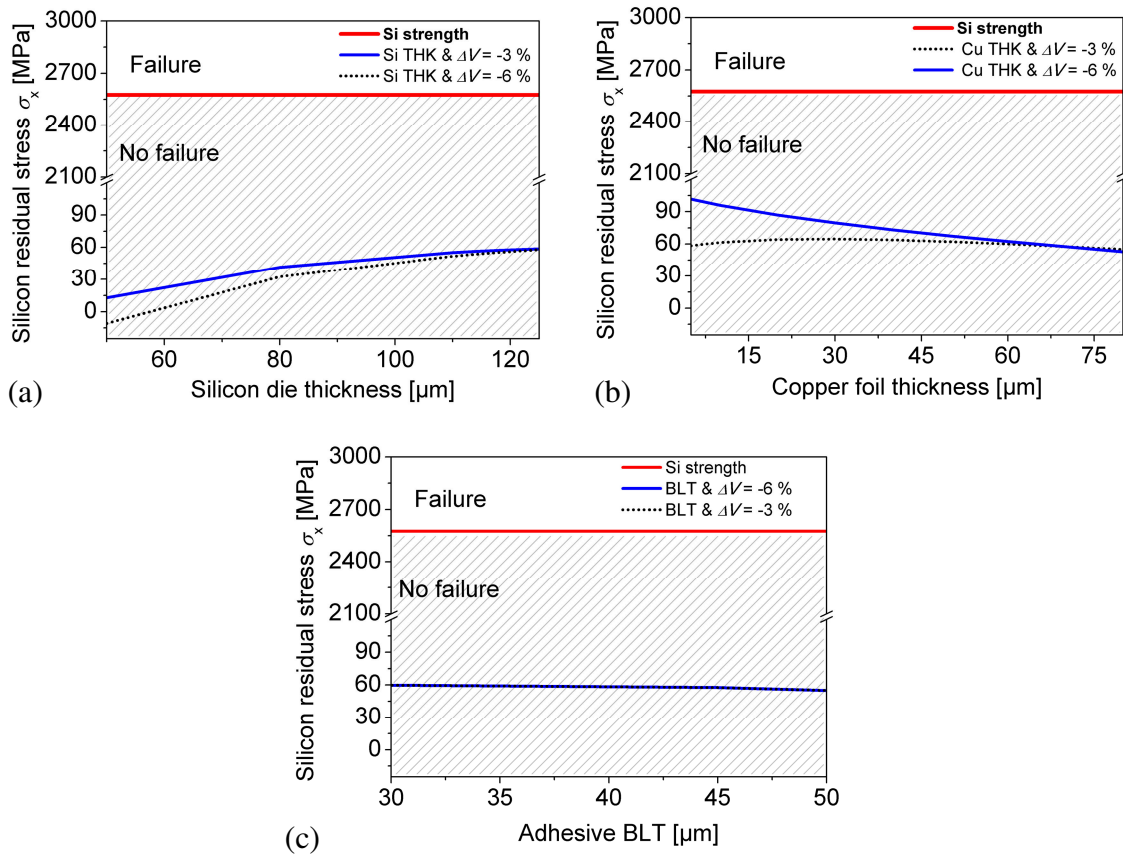 3000
2700
2400
2100
90
60
30
0
Silicon residual stress σx [MPa]
Failure
No failure
Si strength
Si THK & ΔV = -3 %
Si THK & ΔV = -6 %
60 80 100 120
Silicon die thickness [µm]
(a)
3000
2700
2400
2100
90
60
30
0
Silicon residual stress σx [MPa]
Failure
No failure
Si strength
Cu THK & ΔV = -3 %
Cu THK & ΔV = -6 %
15 30 45 60 75
Copper foil thickness [µm]
(b)
3000
2700
2400
2100
90
60
30
0
Silicon residual stress σx [MPa]
Failure
No failure
Si strength
BLT & ΔV = -6 %
BLT & ΔV = -3 %
30 35 40 45 50
Adhesive BLT [µm]
(c)